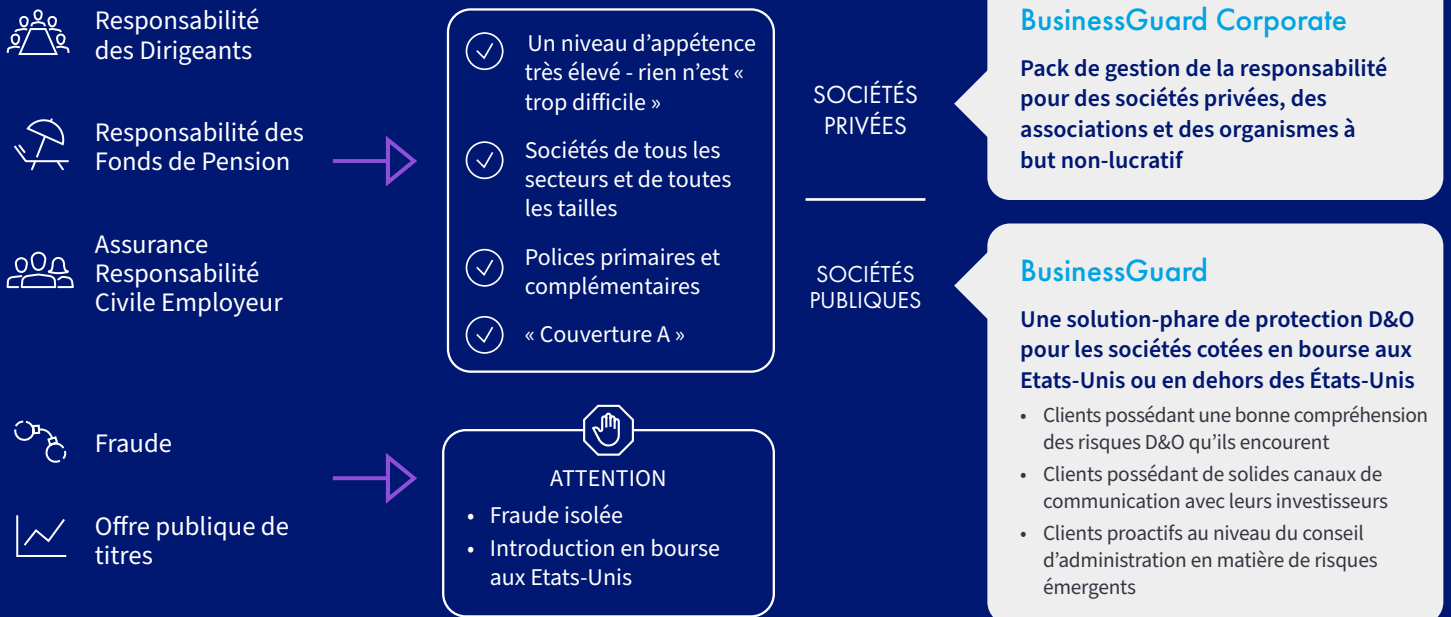 Responsabilité
des Dirigeants
Responsabilité des
Fonds de Pension
Assurance
Responsabilité
Civile Employeur
Fraude
Offre publique de
titres
Un niveau d’appétence
très élevé - rien n’est «
trop difficile »
Sociétés de tous les
secteurs et de toutes
les tailles
Polices primaires et
complémentaires
« Couverture A »
ATTENTION
• Fraude isolée
• Introduction en bourse
aux Etats-Unis
SOCIÉTÉS
PRIVÉES
SOCIÉTÉS
PUBLIQUES
BusinessGuard Corporate
Pack de gestion de la responsabilité
pour des sociétés privées, des
associations et des organismes à
but non-lucratif
BusinessGuard
Une solution-phare de protection D&O
pour les sociétés cotées en bourse aux
Etats-Unis ou en dehors des États-Unis
• Clients possédant une bonne compréhension
des risques D&O qu’ils encourent
• Clients possédant de solides canaux de
communication avec leurs investisseurs
• Clients proactifs au niveau du conseil
d’administration en matière de risques
émergents